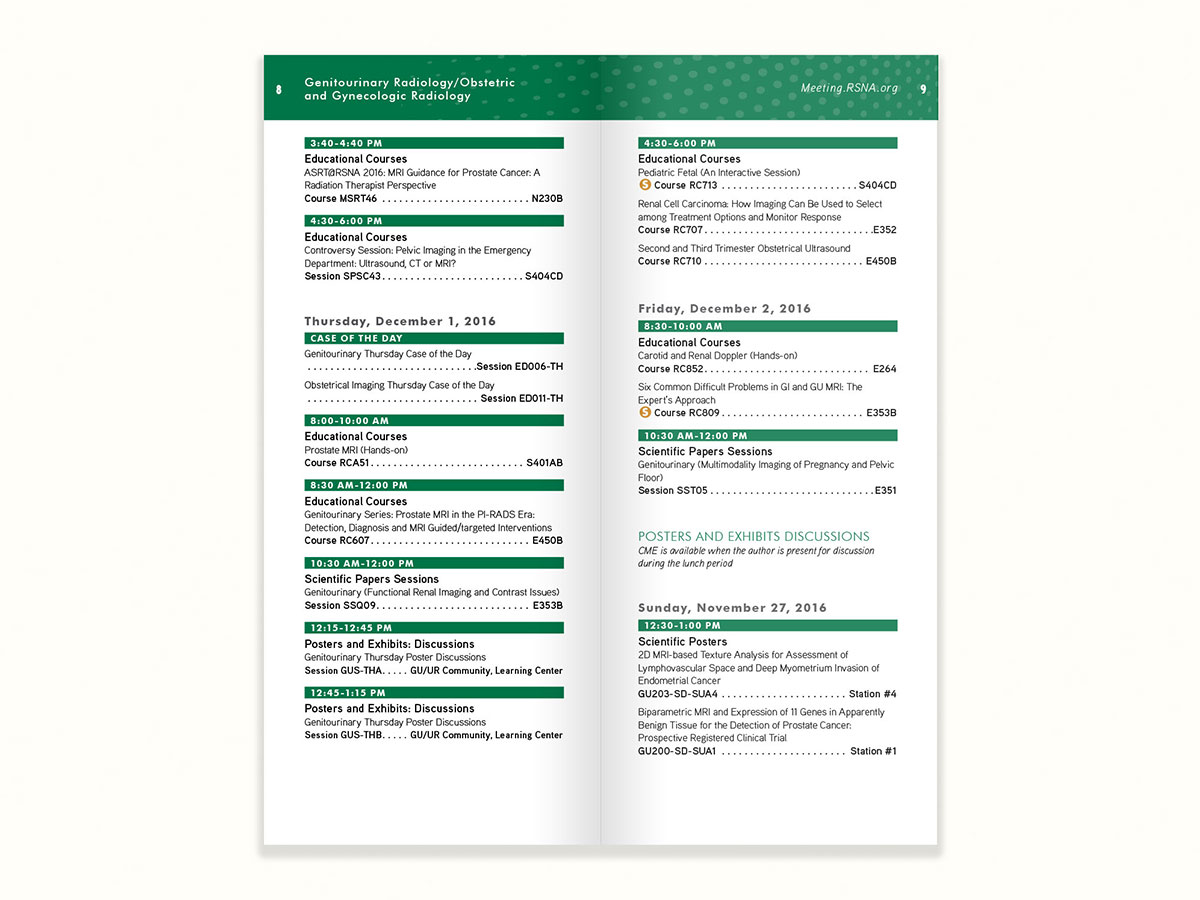 8
Genitourinary Radiology/Obstetric
and Gynecologic Radiology
3:40-4:40 PM
Educational Courses
ASRT@RSNA 2016: MRI Guidance for Prostate Cancer: A
Radiation Therapist Perspective
Course MSRT46 . . . . . . . . . . . . . . . . . . . . . . . . . . . . N230B
4:30-6:00 PM
Educational Courses
Controversy Session: Pelvic Imaging in the Emergency
Department: Ultrasound, CT or MRI?
Session SPSC43. . . . . . . . . . . . . . . . . . . . . . . . . S404CD
Thursday, December 1, 2016
CASE OF THE DAY
Genitourinary Thursday Case of the Day
. . . . . . . . . . . . . . . . . . . . . . . . . . . . . .Session ED006-TH
Obstetrical Imaging Thursday Case of the Day
. . . . . . . . . . . . . . . . . . . . . . . . . . . . . . Session ED011-TH
8:00-10:00 AM
Educational Courses
Prostate MRI (Hands-on)
Course RCA51. . . . . . . . . . . . . . . . . . . . . . . . . . . S401AB
8:30 AM-12:00 PM
Educational Courses
Genitourinary Series: Prostate MRI in the PI-RADS Era:
Detection, Diagnosis and MRI Guided/targeted Interventions
Course RC607. . . . . . . . . . . . . . . . . . . . . . . . . . . . E450B
10:30 AM-12:00 PM
Scientific Papers Sessions
Genitourinary (Functional Renal Imaging and Contrast Issues)
Session SSQ09. . . . . . . . . . . . . . . . . . . . . . . . . . . E353B
12:15-12:45 PM
Posters and Exhibits: Discussions
Genitourinary Thursday Poster Discussions
Session GUS-THA. . . . . GU/UR Community, Learning Center
12:45-1:15 PM
Posters and Exhibits: Discussions
Genitourinary Thursday Poster Discussions
Session GUS-THB. . . . . GU/UR Community, Learning Center
Meeting.RSNA.org 9
4:30-6:00 PM
Educational Courses
Pediatric Fetal (An Interactive Session)
S Course RC713 . . . . . . . . . . . . . . . . . . . . . . . . S404CD
Renal Cell Carcinoma: How Imaging Can Be Used to Select
among Treatment Options and Monitor Response
Course RC707. . . . . . . . . . . . . . . . . . . . . . . . . . . . . .E352
Second and Third Trimester Obstetrical Ultrasound
Course RC710 . . . . . . . . . . . . . . . . . . . . . . . . . . . . E450B
Friday, December 2, 2016
8:30-10:00 AM
Educational Courses
Carotid and Renal Doppler (Hands-on)
Course RC852. . . . . . . . . . . . . . . . . . . . . . . . . . . . . E264
Six Common Difficult Problems in GI and GU MRI: The
Expert's Approach
S Course RC809 . . . . . . . . . . . . . . . . . . . . . . . . . E353B
10:30 AM-12:00 PM
Scientific Papers Sessions
Genitourinary (Multimodality Imaging of Pregnancy and Pelvic
Floor)
Session SST05 . . . . . . . . . . . . . . . . . . . . . . . . . . . . .E351
POSTERS AND EXHIBITS DISCUSSIONS
CME is available when the author is present for discussion
during the lunch period
Sunday, November 27, 2016
12:30-1:00 PM
Scientific Posters
2D MRI-based Texture Analysis for Assessment of
Lymphovascular Space and Deep Myometrium Invasion of
Endometrial Cancer
GU203-SD-SUA4 . . . . . . . . . . . . . . . . . . . . . . Station #4
Biparametric MRI and Expression of 11 Genes in Apparently
Benign Tissue for the Detection of Prostate Cancer:
Prospective Registered Clinical Trial
GU200-SD-SUA1 . . . . . . . . . . . . . . . . . . . . . . Station #1